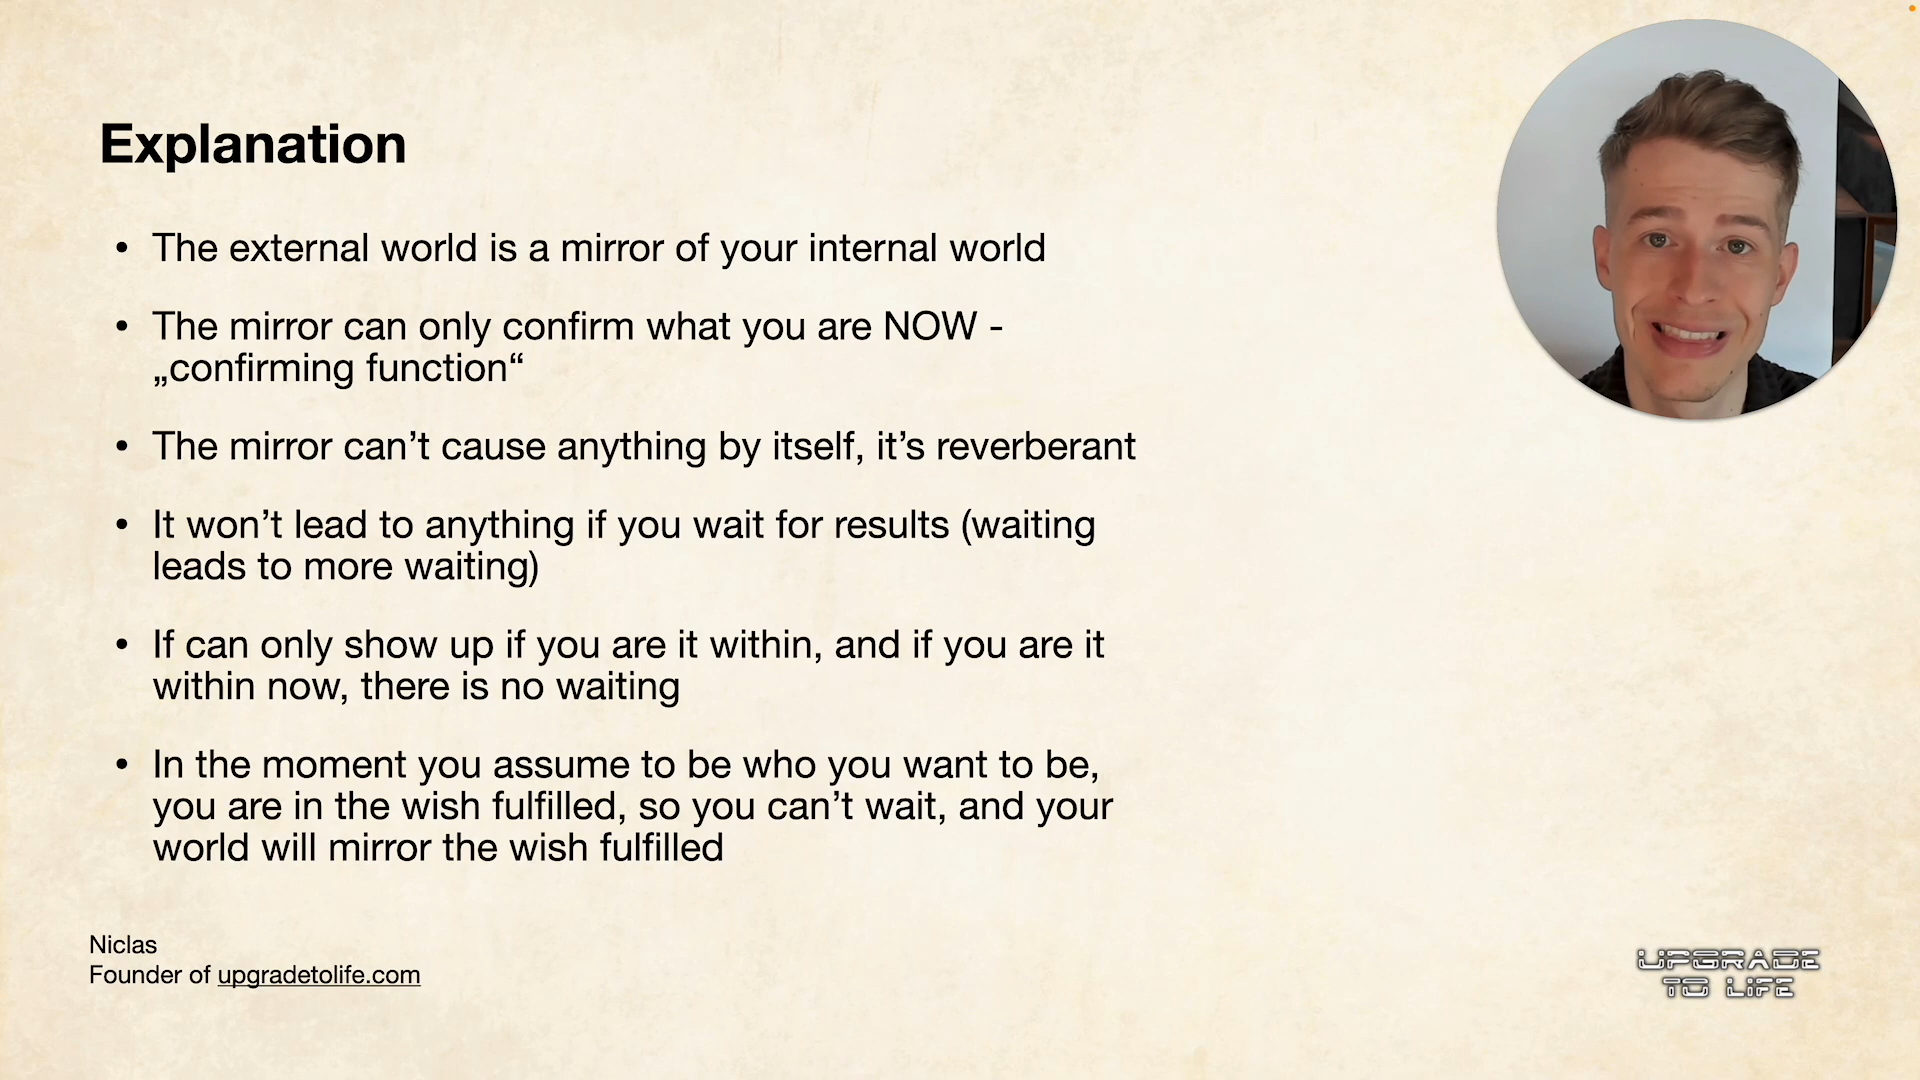 Explanation
• The external world is a mirror of your internal world
• The mirror can only confirm what you are NOW -
„confirming function“
• The mirror can’t cause anything by itself, it’s reverberant
• It won’t lead to anything if you wait for results (waiting
leads to more waiting)
• If can only show up if you are it within, and if you are it
within now, there is no waiting
• In the moment you assume to be who you want to be,
you are in the wish fulfilled, so you can’t wait, and your
world will mirror the wish fulfilled
Niclas
Founder of upgradetolife.com
UPGRADE
TO LIFE